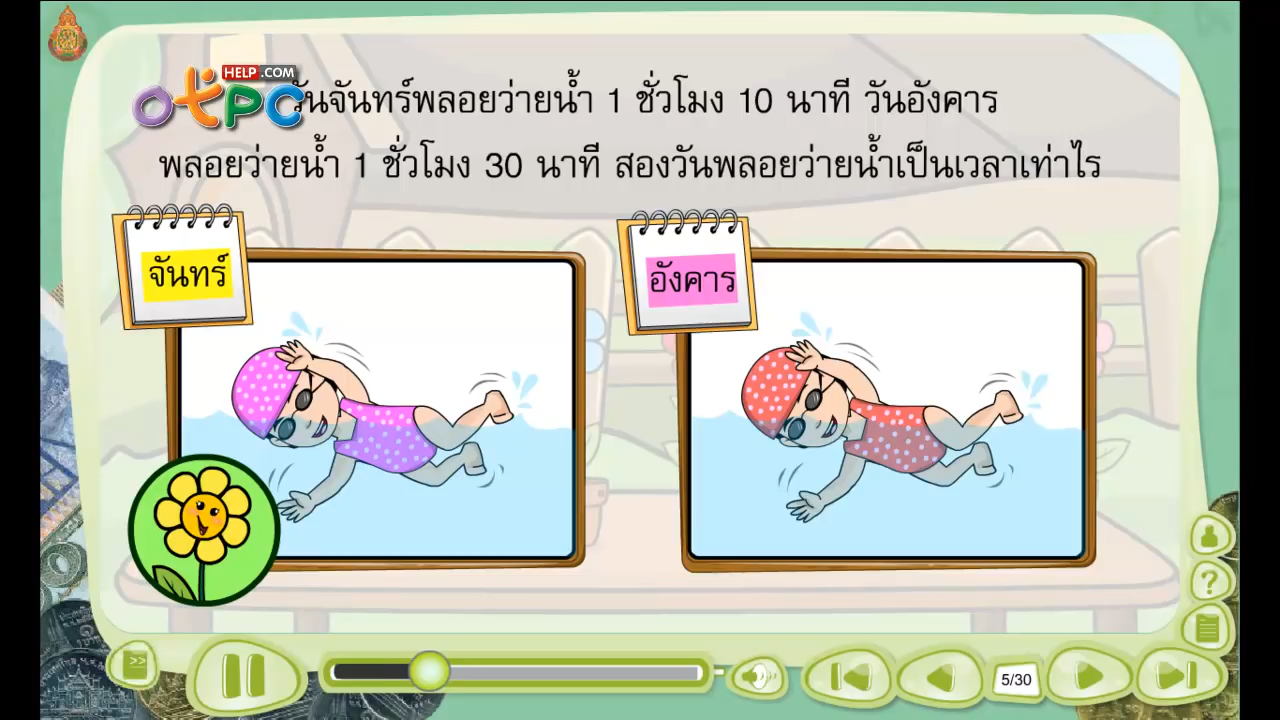 HELP.COM
OTPC
วันจันทร์พลอยว่ายน้ำ 1 ชั่วโมง 10 นาที วันอังคาร
พลอยว่ายน้ำ 1 ชั่วโมง 30 นาที สองวันพลอยว่ายน้ำเป็นเวลาเท่าไร
จันทร์
อังคาร
>>
?
5/30